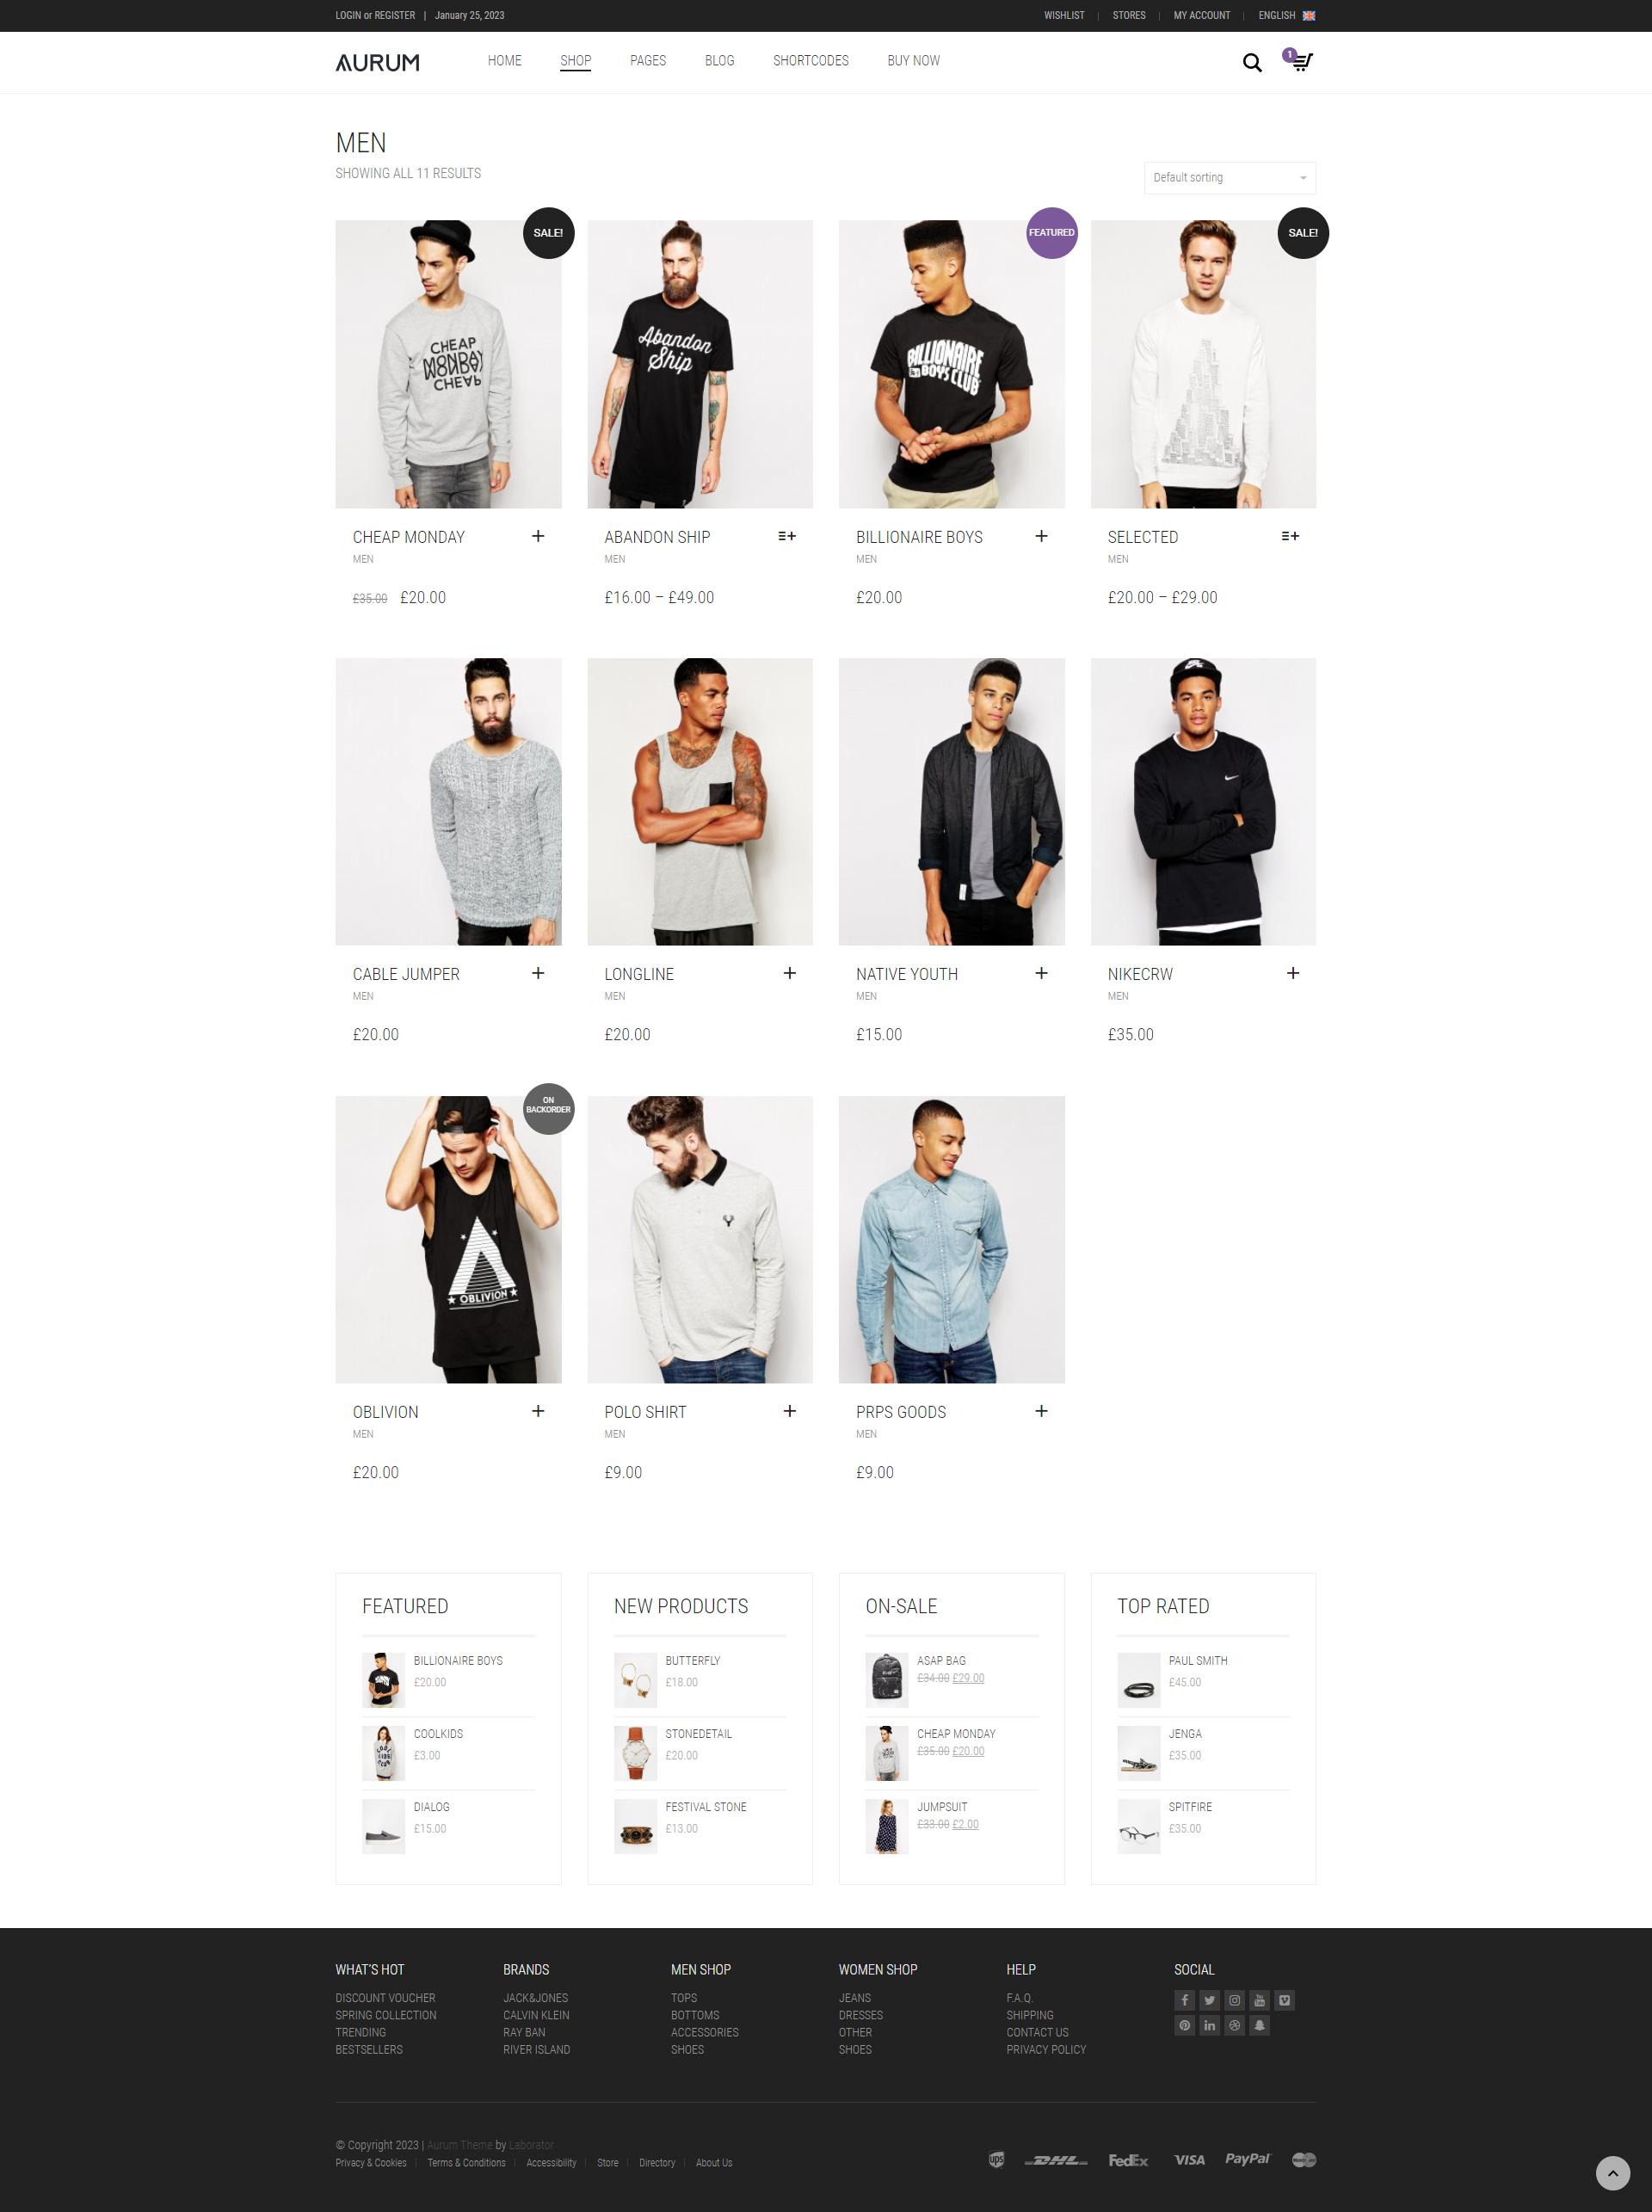 LOGIN or REGISTER | January 25, 2023
WISHLIST | STORES | MY ACCOUNT | ENGLISH
AURUM
HOME SHOP PAGES BLOG SHORTCODES BUY NOW
1
MEN
SHOWING ALL 11 RESULTS
Default sorting
SALE!
FEATURED
SALE!
CHEAP
MONDAY
CHEAP
Abandon
Ship
BILLIONAIRE
BOYS CLUB
CHEAP MONDAY
MEN
£35.00 £20.00
ABANDON SHIP
MEN
£16.00 – £49.00
BILLIONAIRE BOYS
MEN
£20.00
SELECTED
MEN
£20.00 – £29.00
CABLE JUMPER
MEN
£20.00
LONGLINE
MEN
£20.00
NATIVE YOUTH
MEN
£15.00
NIKECRW
MEN
£35.00
ON
BACKORDER
OBLIVION
OBLIVION
MEN
£20.00
POLO SHIRT
MEN
£9.00
PRPS GOODS
MEN
£9.00
FEATURED
BILLIONAIRE BOYS
£20.00
COOLKIDS
£3.00
DIALOG
£15.00
NEW PRODUCTS
BUTTERFLY
£18.00
STONEDETAIL
£20.00
FESTIVAL STONE
£13.00
ON-SALE
ASAP BAG
£34.00 £29.00
CHEAP MONDAY
£35.00 £20.00
JUMPSUIT
£33.00 £2.00
TOP RATED
PAUL SMITH
£45.00
JENGA
£35.00
SPITFIRE
£35.00
WHAT'S HOT
DISCOUNT VOUCHER
SPRING COLLECTION
TRENDING
BESTSELLERS
BRANDS
JACK&JONES
CALVIN KLEIN
RAY BAN
RIVER ISLAND
MEN SHOP
TOPS
BOTTOMS
ACCESSORIES
SHOES
WOMEN SHOP
JEANS
DRESSES
OTHER
SHOES
HELP
F.A.Q.
SHIPPING
CONTACT US
PRIVACY POLICY
SOCIAL
© Copyright 2023 | Aurum Theme by Laborator
Privacy & Cookies | Terms & Conditions | Accessibility | Store | Directory | About Us
ups DHL FedEx VISA PayPal